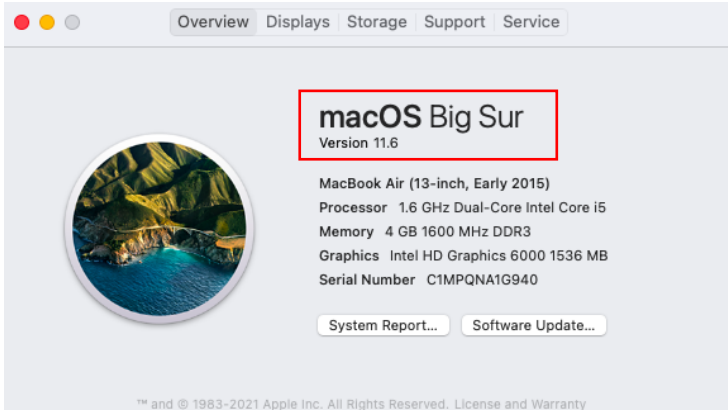 Overview Displays Storage Support Service
macOS Big Sur
Version 11.6
MacBook Air (13-inch, Early 2015)
Processor 1.6 GHz Dual-Core Intel Core i5
Memory 4 GB 1600 MHz DDR3
Graphics Intel HD Graphics 6000 1536 MB
Serial Number C1MPQNA1G940
System Report... Software Update...
™ and © 1983-2021 Apple Inc. All Rights Reserved. License and Warranty